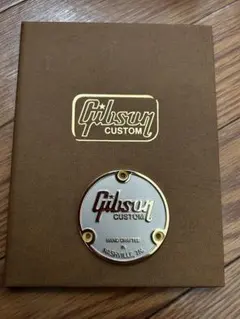 Gibson
CUSTOM
Gibson
CUSTOM
HAND CRAFTED
IN
NASHVILLE, TN